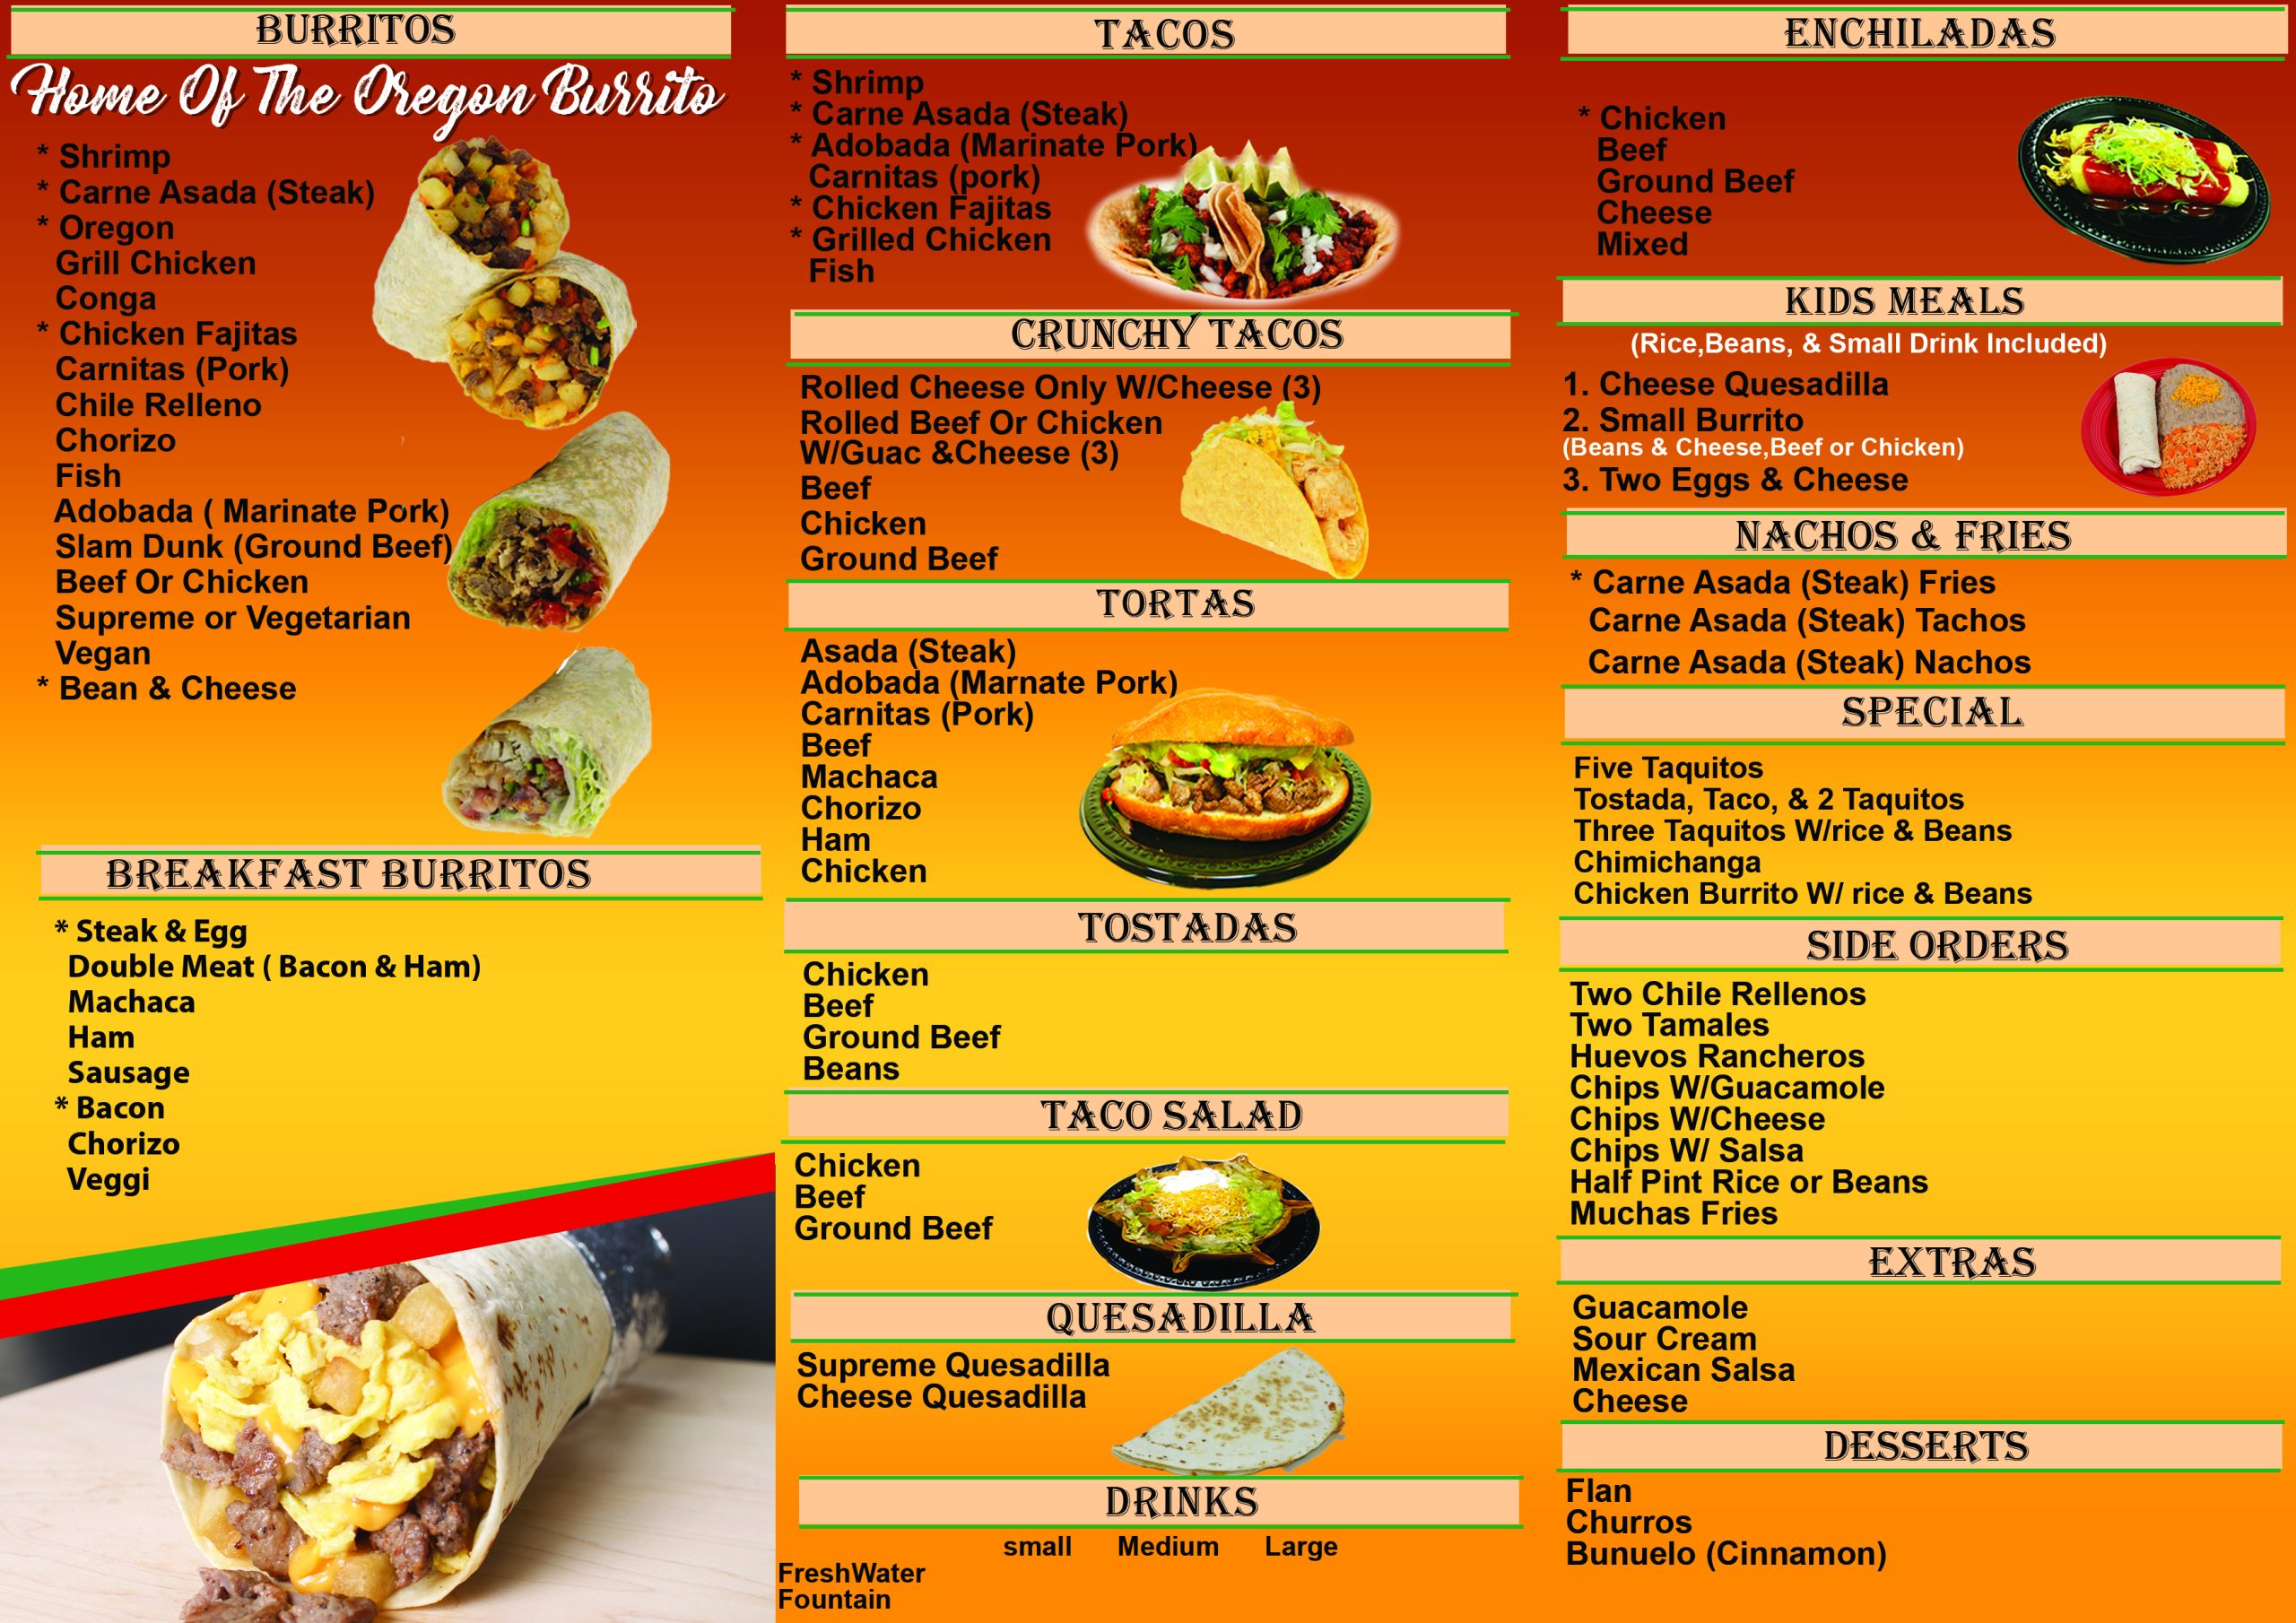 BURRITOS
Home Of The Oregon Burrito
* Shrimp
* Carne Asada (Steak)
* Oregon
Grill Chicken
Conga
* Chicken Fajitas
Carnitas (Pork)
Chile Relleno
Chorizo
Fish
Adobada ( Marinate Pork)
Slam Dunk (Ground Beef)
Beef Or Chicken
Supreme or Vegetarian
Vegan
* Bean & Cheese
BREAKFAST BURRITOS
* Steak & Egg
Double Meat ( Bacon & Ham)
Machaca
Ham
Sausage
* Bacon
Chorizo
Veggi
TACOS
* Shrimp
* Carne Asada (Steak)
* Adobada (Marinate Pork)
Carnitas (pork)
* Chicken Fajitas
* Grilled Chicken
Fish
CRUNCHY TACOS
Rolled Cheese Only W/Cheese (3)
Rolled Beef Or Chicken
W/Guac &Cheese (3)
Beef
Chicken
Ground Beef
TORTAS
Asada (Steak)
Adobada (Marnate Pork)
Carnitas (Pork)
Beef
Machaca
Chorizo
Ham
Chicken
TOSTADAS
Chicken
Beef
Ground Beef
Beans
TACO SALAD
Chicken
Beef
Ground Beef
QUESADILLA
Supreme Quesadilla
Cheese Quesadilla
DRINKS
small Medium Large
FreshWater
Fountain
ENCHILADAS
* Chicken
Beef
Ground Beef
Cheese
Mixed
KIDS MEALS
(Rice,Beans, & Small Drink Included)
1. Cheese Quesadilla
2. Small Burrito
(Beans & Cheese,Beef or Chicken)
3. Two Eggs & Cheese
NACHOS & FRIES
* Carne Asada (Steak) Fries
Carne Asada (Steak) Tachos
Carne Asada (Steak) Nachos
SPECIAL
Five Taquitos
Tostada, Taco, & 2 Taquitos
Three Taquitos W/rice & Beans
Chimichanga
Chicken Burrito W/ rice & Beans
SIDE ORDERS
Two Chile Rellenos
Two Tamales
Huevos Rancheros
Chips W/Guacamole
Chips W/Cheese
Chips W/ Salsa
Half Pint Rice or Beans
Muchas Fries
EXTRAS
Guacamole
Sour Cream
Mexican Salsa
Cheese
DESSERTS
Flan
Churros
Bunuelo (Cinnamon)